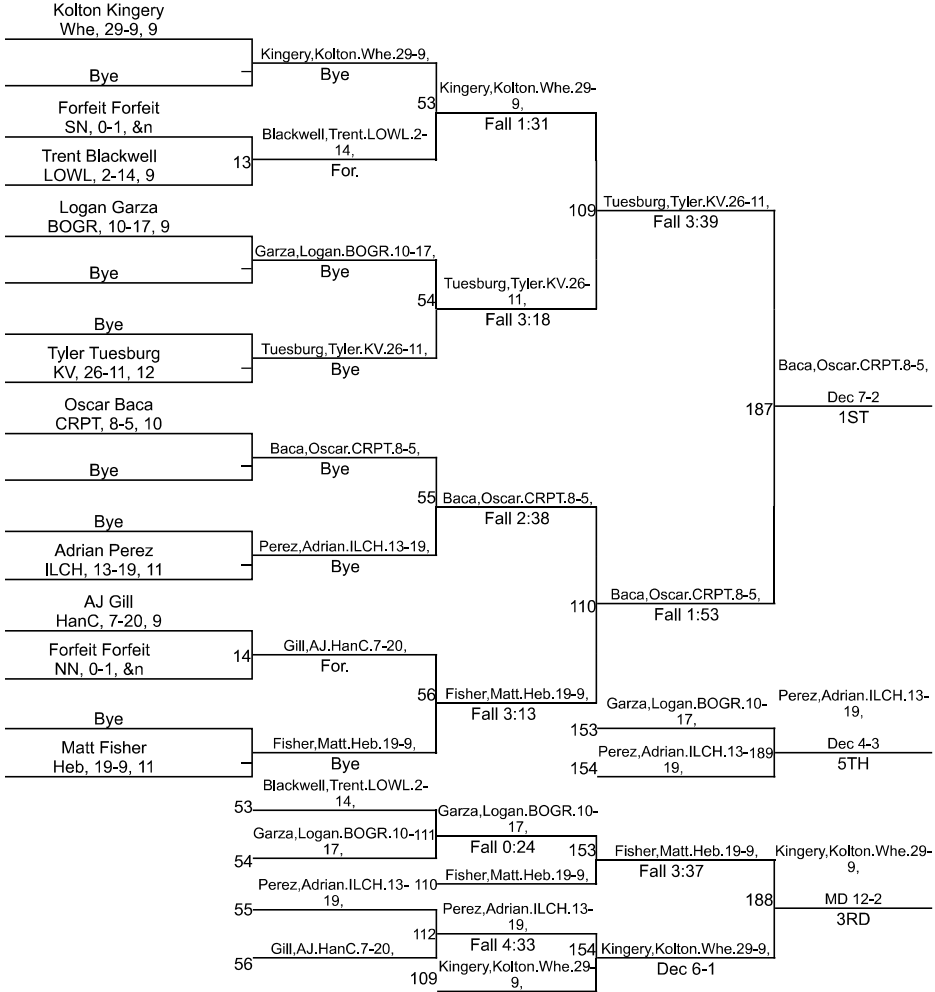 Kolton Kingery
Whe, 29-9, 9
Bye
Forfeit Forfeit
SN, 0-1, &n
Trent Blackwell
LOWL, 2-14, 9
13
Logan Garza
BOGR, 10-17, 9
Bye
Bye
Tyler Tuesburg
KV, 26-11, 12
Oscar Baca
CRPT, 8-5, 10
Bye
Bye
Adrian Perez
ILCH, 13-19, 11
AJ Gill
HanC, 7-20, 9
Forfeit Forfeit
NN, 0-1, &n
14
Bye
Matt Fisher
Heb, 19-9, 11
Kingery,Kolton.Whe.29-9,
Bye
53
Blackwell,Trent.LOWL.2-
14,
For.
Garza,Logan.BOGR.10-17,
Bye
54
Tuesburg,Tyler.KV.26-11,
Bye
Baca,Oscar.CRPT.8-5,
Bye
55
Perez,Adrian.ILCH.13-19,
Bye
Gill,AJ.HanC.7-20,
For.
56
Fisher,Matt.Heb.19-9,
Bye
Kingery,Kolton.Whe.29-
9,
Fall 1:31
109
Tuesburg,Tyler.KV.26-
11,
Fall 3:18
Baca,Oscar.CRPT.8-5,
Fall 2:38
110
Fisher,Matt.Heb.19-9,
Fall 3:13
Tuesburg,Tyler.KV.26-11,
Fall 3:39
187
Baca,Oscar.CRPT.8-5,
Fall 1:53
Baca,Oscar.CRPT.8-5,
Dec 7-2
1ST
Garza,Logan.BOGR.10-
17,
153
Perez,Adrian.ILCH.13-
19,
154
189
Perez,Adrian.ILCH.13-
19,
Dec 4-3
5TH
Blackwell,Trent.LOWL.2-
14,
53
Garza,Logan.BOGR.10-
17,
54
111
Perez,Adrian.ILCH.13-
19,
55
112
Gill,AJ.HanC.7-20,
56
Garza,Logan.BOGR.10-
17,
Fall 0:24
153
110
Fisher,Matt.Heb.19-9,
Perez,Adrian.ILCH.13-
19,
Fall 4:33
154
109
Kingery,Kolton.Whe.29-
9,
Fisher,Matt.Heb.19-9,
Fall 3:37
188
Kingery,Kolton.Whe.29-9,
Dec 6-1
Kingery,Kolton.Whe.29-
9,
MD 12-2
3RD